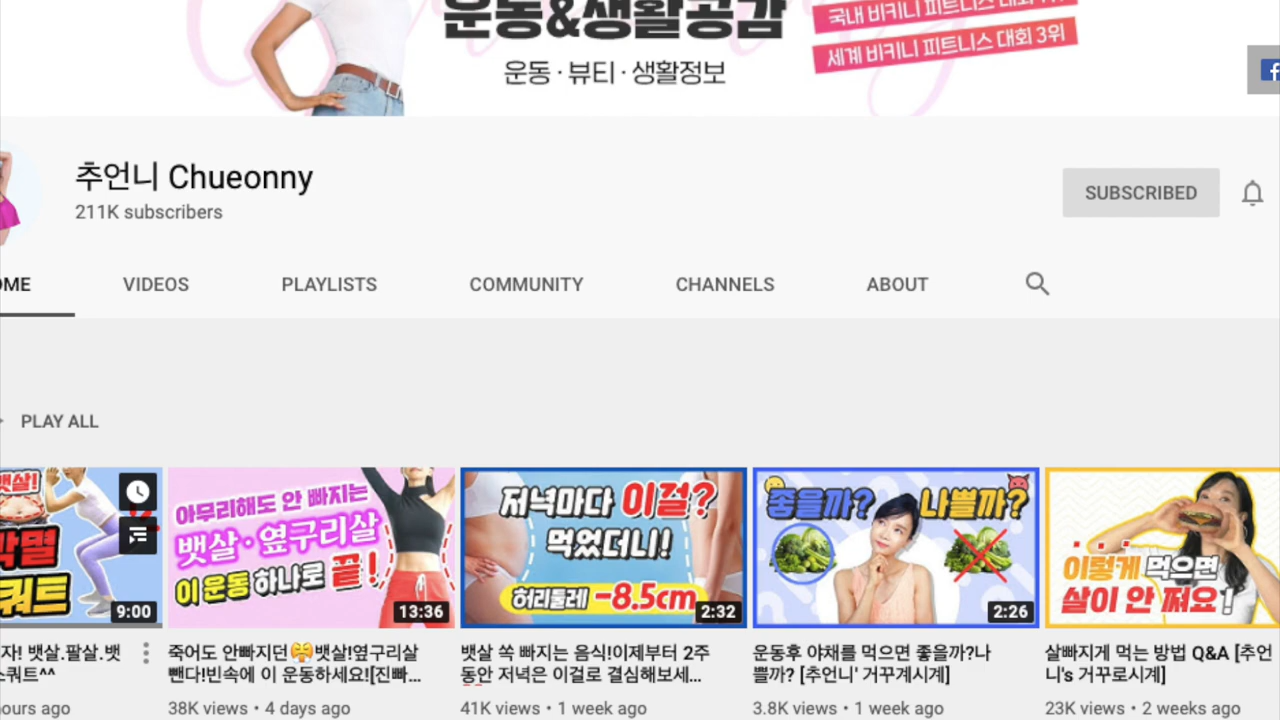 운동&생활공감
국내 비키니 피트니스 대회 1위
세계 비키니 피트니스 대회 3위
운동·뷰티·생활정보
추언니 Chueonny
211K subscribers
SUBSCRIBED
OME
VIDEOS
PLAYLISTS
COMMUNITY
CHANNELS
ABOUT
PLAY ALL
뱃살!
박멸
쿼트
9:00
아무리해도 안 빠지는
뱃살·옆구리살
이 운동 하나로 끝!
13:36
저녁마다 이걸?
먹었더니!
허리둘레 -8.5cm
2:32
좋을까? 나쁠까?
2:26
이렇게 먹으면
살이 안 쪄요!
자! 뱃살.팔살.뱃
스쿼트^^
ours ago
죽어도 안빠지던😤뱃살!옆구리살
뺀다!빈속에 이 운동하세요![진빠...
38K views • 4 days ago
뱃살 쏙 빠지는 음식!이제부터 2주
동안 저녁은 이걸로 결심해보세...
41K views • 1 week ago
운동후 야채를 먹으면 좋을까?나
쁠까? [추언니' 거꾸계시계]
3.8K views • 1 week ago
살빠지게 먹는 방법 Q&A [추언
니's 거꾸로시계]
23K views • 2 weeks ago